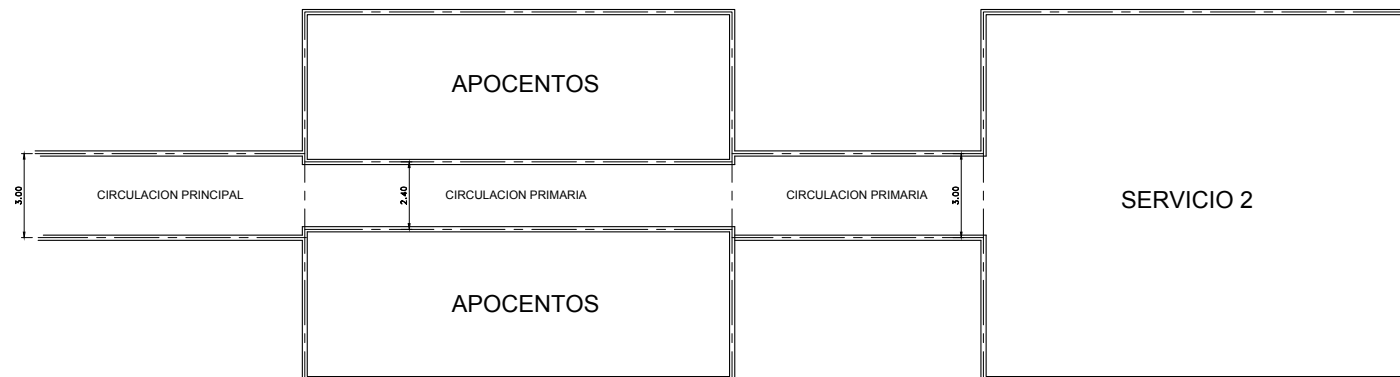 APOCENTOS
3.00
CIRCULACION PRINCIPAL
2.40
CIRCULACION PRIMARIA
CIRCULACION PRIMARIA
3.00
SERVICIO 2
APOCENTOS